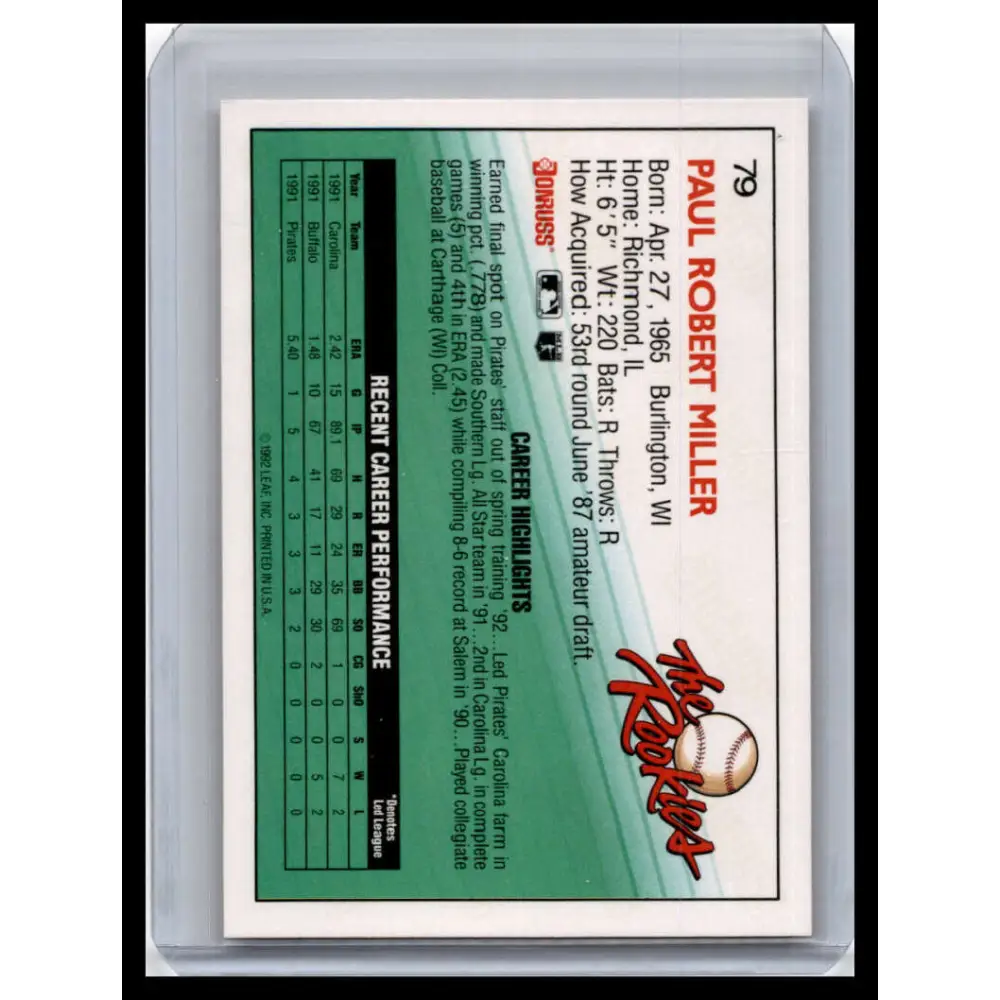 79
PAUL ROBERT MILLER
Born: Apr. 27, 1965 Burlington, WI
Home: Richmond, IL
Ht: 6'5" Wt: 220 Bats: R Throws: R
How Acquired: 53rd round June '87 amateur draft.
The Rookies
DONRUSS
CAREER HIGHLIGHTS
Earned final spot on Pirates' staff out of spring training '92...Led Pirates' Carolina farm in
winning pct. (.778) and made Southern Lg. All Star team in '91...2nd in Carolina Lg. in complete
games (5) and 4th in ERA (2.45) while compiling 8-6 record at Salem in '90...Played collegiate
baseball at Carthage (WI) Coll.
RECENT CAREER PERFORMANCE
*Denotes
Led League
Year Team ERA G IP H R ER BB SO CG ShO S W L
1991 Carolina 2.42 15 89.1 69 29 24 35 69 1 0 0 7 2
1991 Buffalo 1.48 10 67 41 17 11 29 30 2 0 0 5 2
1991 Pirates 5.40 1 5 4 3 3 3 2 0 0 0 0 0
© 1992 LEAF, INC. PRINTED IN U.S.A.